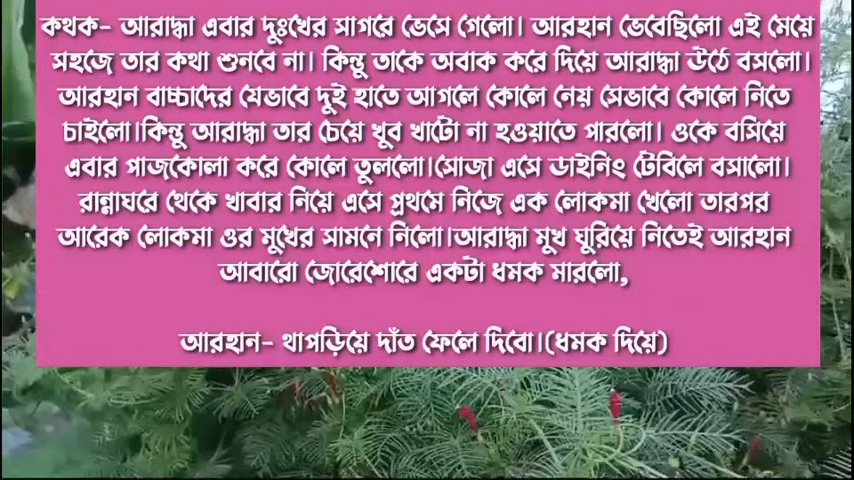 কথক- আরাদ্ধা এবার দুঃখের সাগরে ভেসে গেলো। আরহান ভেবেছিলো এই মেয়ে
সহজে তার কথা শুনবে না। কিন্তু তাকে অবাক করে দিয়ে আরাদ্ধা উঠে বসলো।
আরহান বাচ্চাদের যেভাবে দুই হাতে আগলে কোলে নেয় সেভাবে কোলে নিতে
চাইলো।কিন্তু আরাদ্ধা তার চেয়ে খুব খাটো না হওয়াতে পারলো। ওকে বসিয়ে
এবার পাজকোলা করে কোলে তুললো।সোজা এসে ডাইনিং টেবিলে বসালো।
রান্নাঘরে থেকে খাবার নিয়ে এসে প্রথমে নিজে এক লোকমা খেলো তারপর
আরেক লোকমা ওর মুখের সামনে নিলো।আরাদ্ধা মুখ ঘুরিয়ে নিতেই আরহান
আবারো জোরেশোরে একটা ধমক মারলো,
আরহান- থাপড়িয়ে দাঁত ফেলে দিবো।(ধমক দিয়ে)